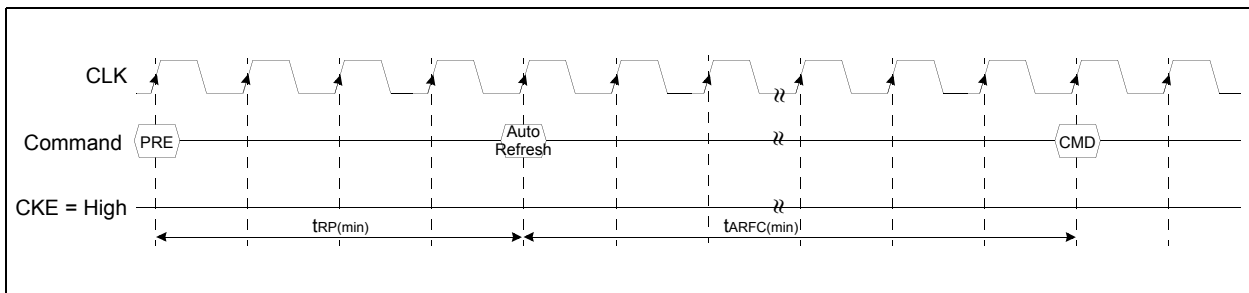 CLK
Command
PRE
Auto
Refresh
CMD
CKE = High
tRP(min)
tARFC(min)